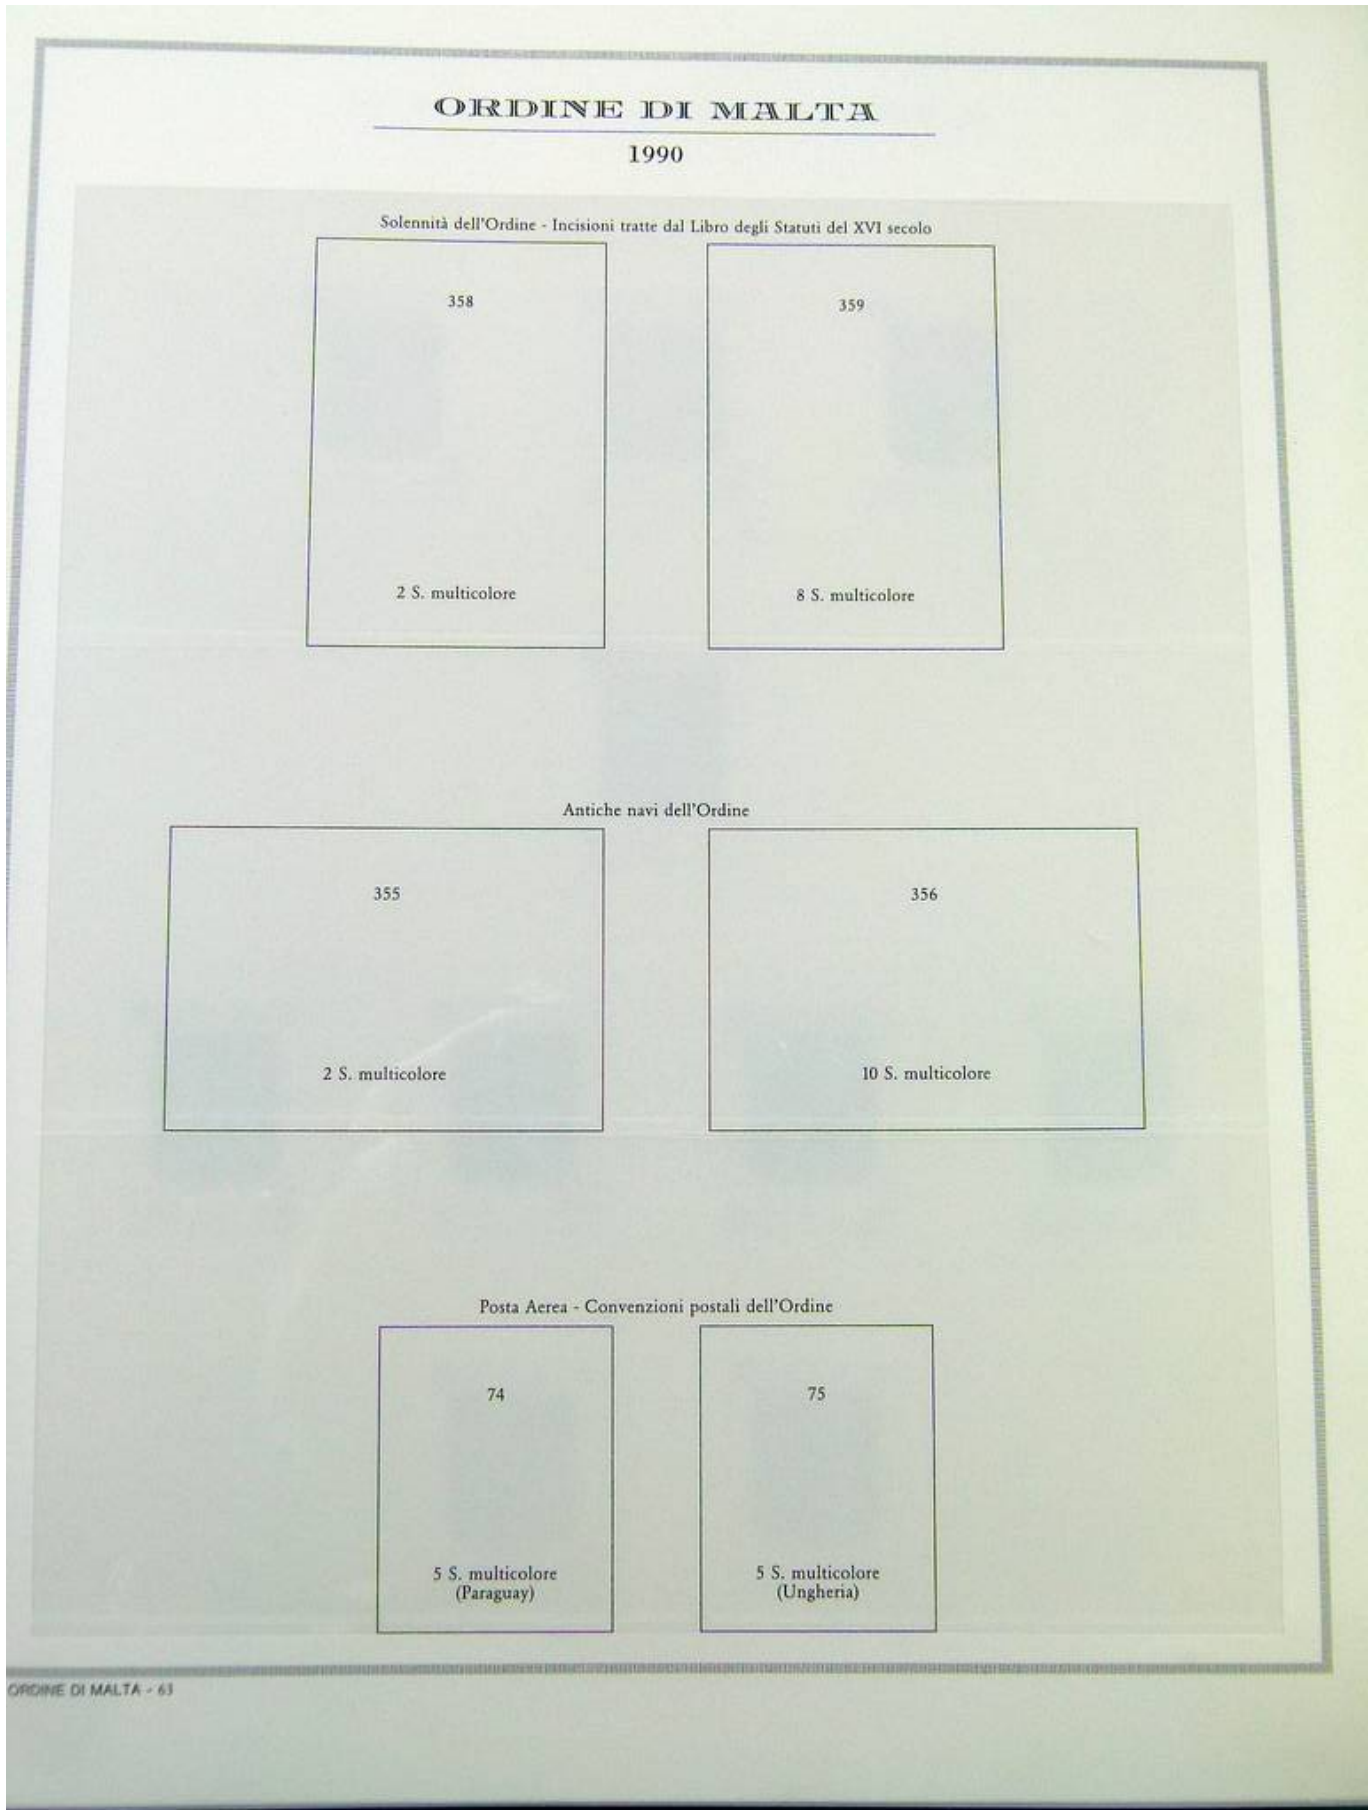 ORDINE DI MALTA
1990
Solennità dell'Ordine - Incisioni tratte dal Libro degli Statuti del XVI secolo
358
359
2 S. multicolore
8 S. multicolore
Antiche navi dell'Ordine
355
356
2 S. multicolore
10 S. multicolore
Posta Aerea - Convenzioni postali dell'Ordine
74
75
5 S. multicolore
(Paraguay)
5 S. multicolore
(Ungheria)
ORDINE DI MALTA - 63